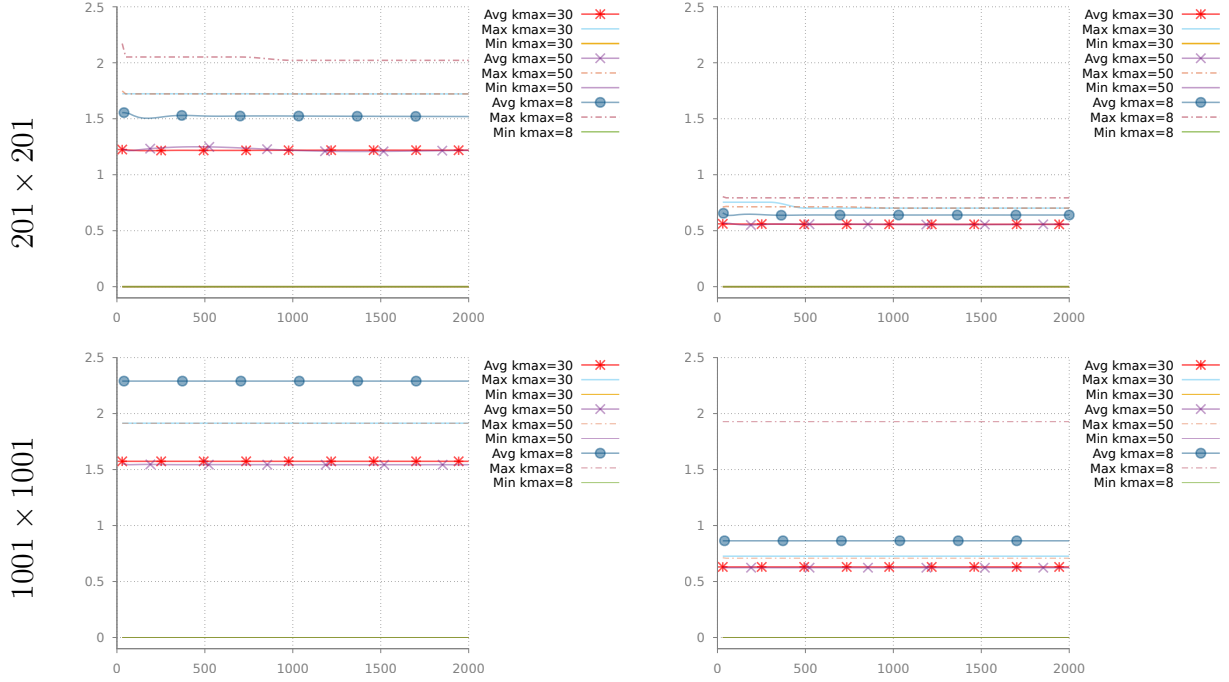 201 × 201
2.5
2
1.5
1
0.5
0
0 500 1000 1500 2000
Avg kmax=30
Max kmax=30
Min kmax=30
Avg kmax=50
Max kmax=50
Min kmax=50
Avg kmax=8
Max kmax=8
Min kmax=8
2.5
2
1.5
1
0.5
0
0 500 1000 1500 2000
Avg kmax=30
Max kmax=30
Min kmax=30
Avg kmax=50
Max kmax=50
Min kmax=50
Avg kmax=8
Max kmax=8
Min kmax=8
1001 × 1001
2.5
2
1.5
1
0.5
0
0 500 1000 1500 2000
Avg kmax=30
Max kmax=30
Min kmax=30
Avg kmax=50
Max kmax=50
Min kmax=50
Avg kmax=8
Max kmax=8
Min kmax=8
2.5
2
1.5
1
0.5
0
0 500 1000 1500 2000
Avg kmax=30
Max kmax=30
Min kmax=30
Avg kmax=50
Max kmax=50
Min kmax=50
Avg kmax=8
Max kmax=8
Min kmax=8